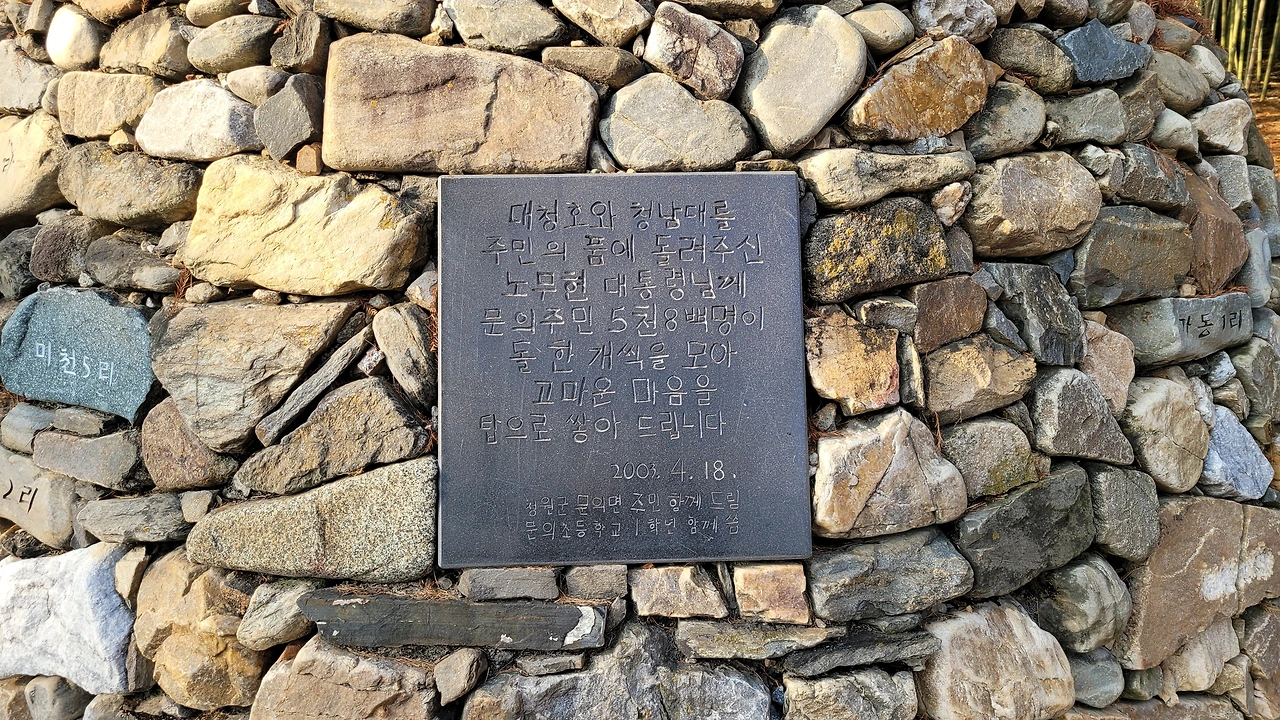 대청호와 청남대를
주민의 품에 돌려주신
노무현 대통령님께
문의주민 5천8백명이
돌 한 개씩을 모아
고마운 마음을
탑으로 쌓아 드립니다
2003. 4. 18.
청원군 문의면 주민 함께 드림
문의초등학교 1학년 함께 씀
미천5리
2리
가동1리